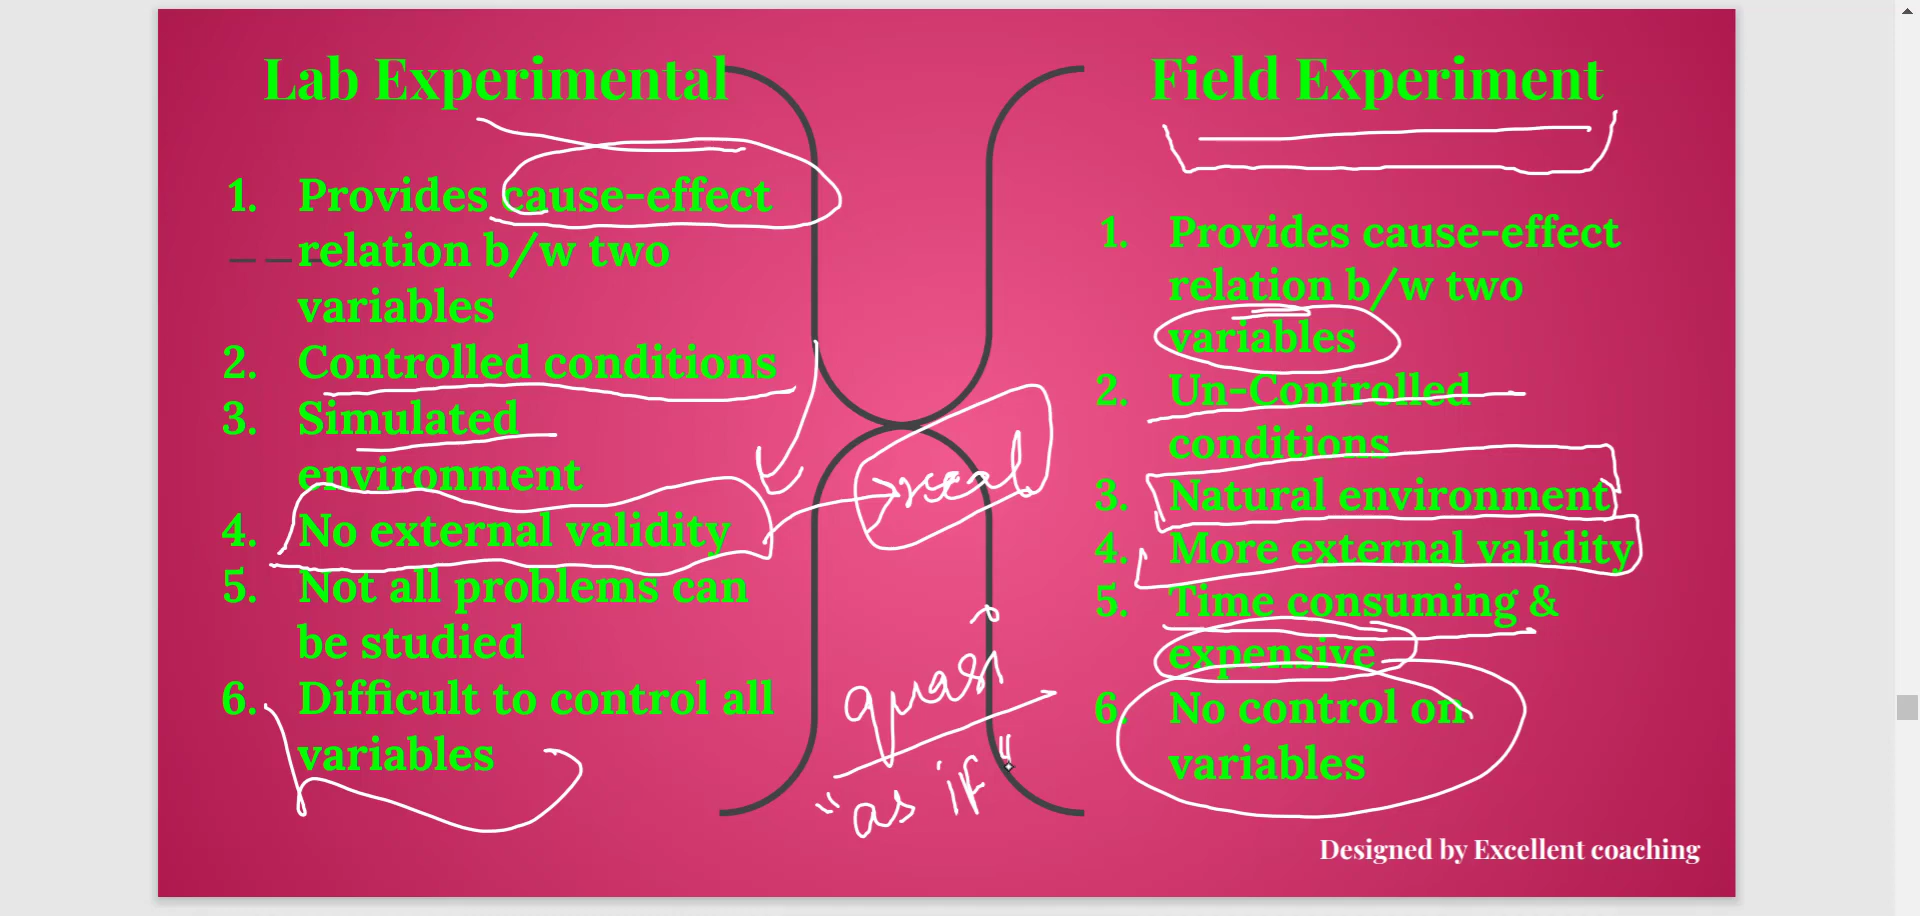 Lab Experimental
1. Provides cause-effect
relation b/w two
variables
2. Controlled conditions
3. Simulated
environment
4. No external validity
5. Not all problems can
be studied
6. Difficult to control all
variables
real
quasi
"as if"
Field Experiment
1. Provides cause-effect
relation b/w two
variables
2. Un-Controlled
conditions
3. Natural environment
4. More external validity
5. Time consuming &
expensive
6. No control on
variables
Designed by Excellent coaching